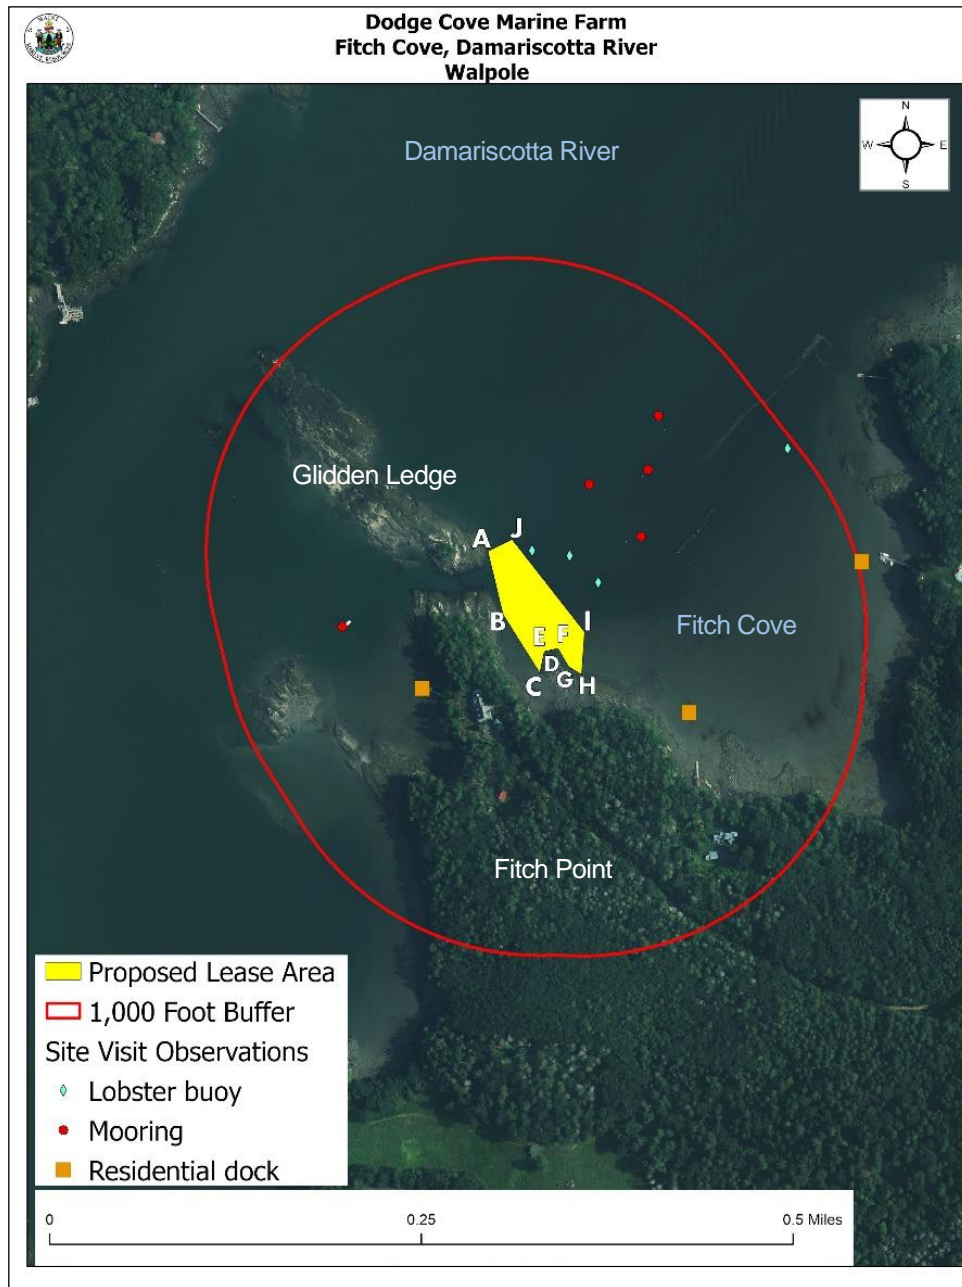 Dodge Cove Marine Farm
Fitch Cove, Damariscotta River
Walpole
Damariscotta River
N
W E
S
Glidden Ledge
A J
B I
E F
Fitch Cove
D
C G H
Fitch Point
Proposed Lease Area
1,000 Foot Buffer
Site Visit Observations
Lobster buoy
Mooring
Residential dock
0 0.25 0.5 Miles